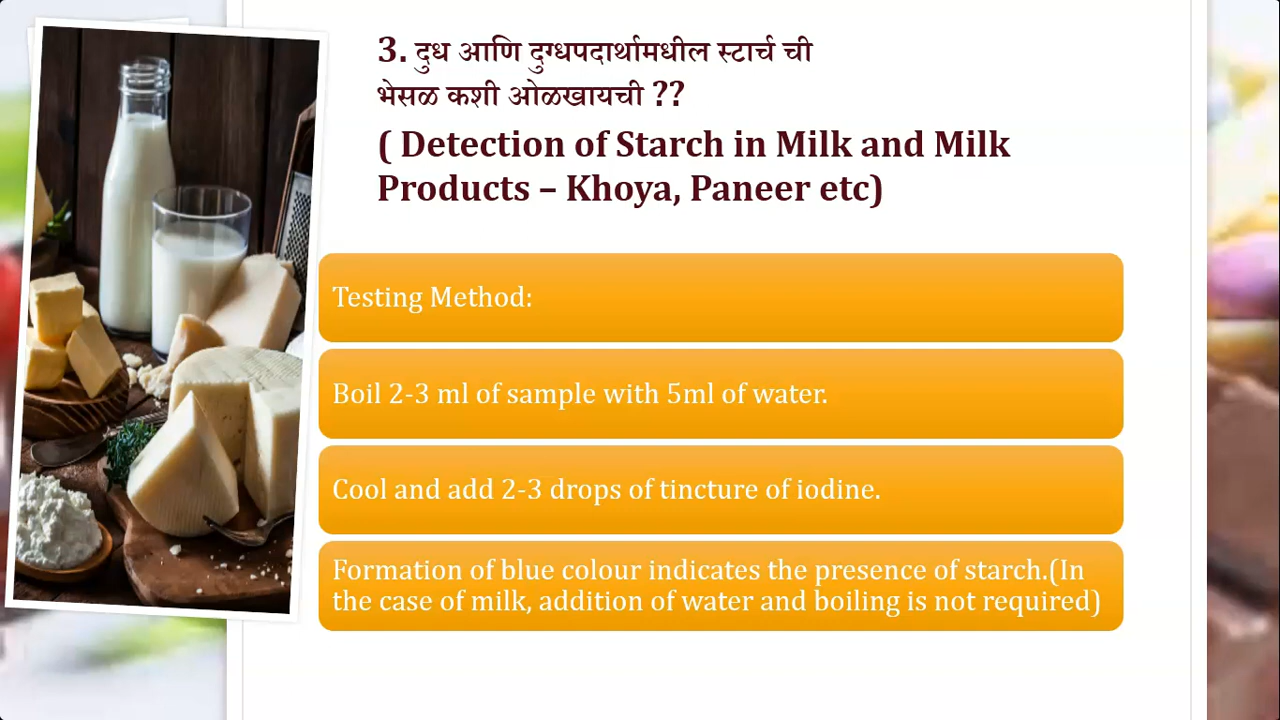 3. दुध आणि दुग्धपदार्थामधील स्टार्च ची
भेसळ कशी ओळखायची ??
( Detection of Starch in Milk and Milk
Products – Khoya, Paneer etc)
Testing Method:
Boil 2-3 ml of sample with 5ml of water.
Cool and add 2-3 drops of tincture of iodine.
Formation of blue colour indicates the presence of starch.(In
the case of milk, addition of water and boiling is not required)